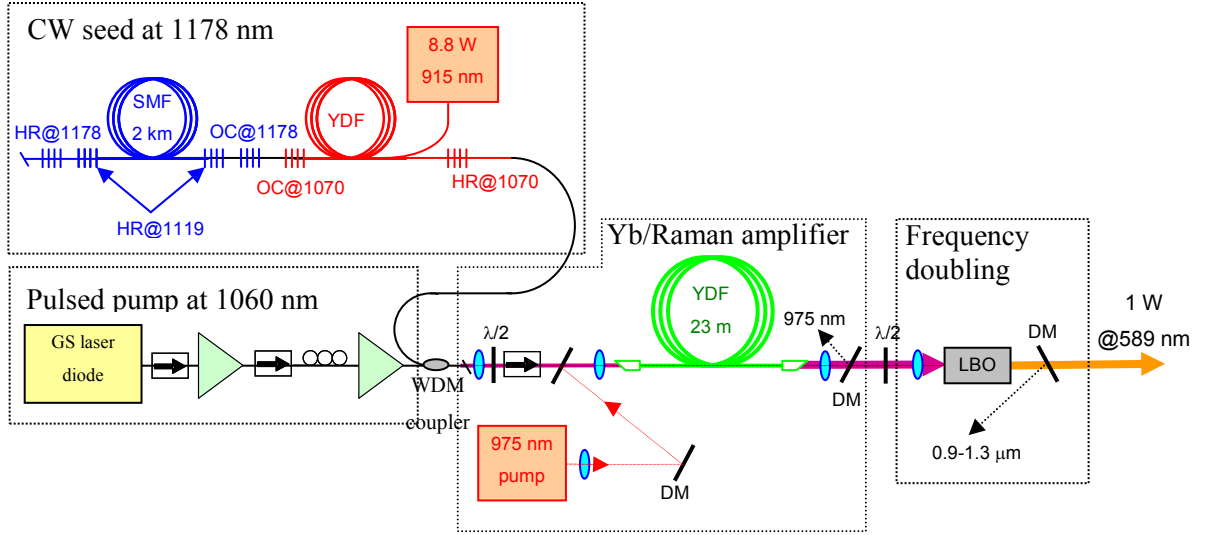 CW seed at 1178 nm
8.8 W
915 nm
SMF
2 km
YDF
HR@1178
OC@1178
OC@1070
HR@1070
HR@1119
Yb/Raman amplifier
Frequency
doubling
Pulsed pump at 1060 nm
GS laser
diode
WDM
coupler
λ/2
YDF
23 m
975 nm
λ/2
DM
1 W
@589 nm
LBO
DM
975 nm
pump
DM
0.9-1.3 μm